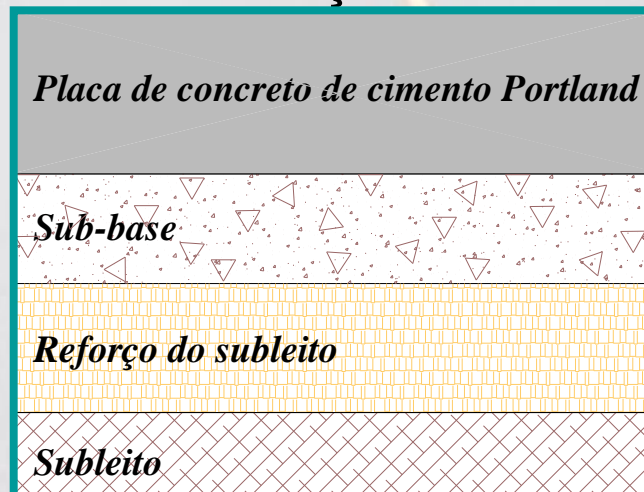 Placa de concreto de cimento Portland
Sub-base
Reforço do subleito
Subleito